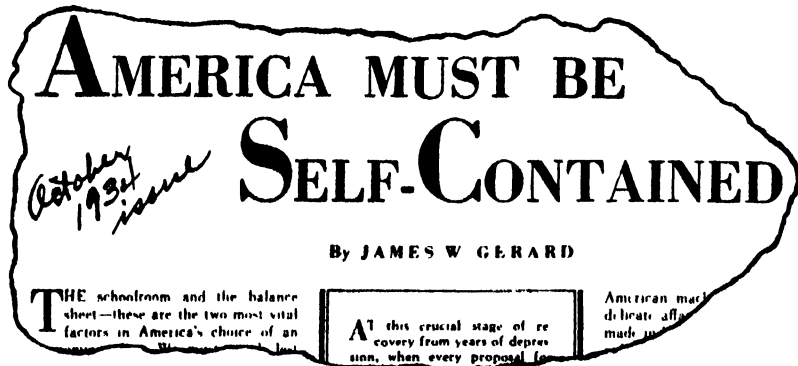 AMERICA MUST BE
SELF-CONTAINED
October
1934
issue
By JAMES W GERARD
THE schoolroom and the balance
sheet—these are the two most vital
factors in America's choice of an
AT this crucial stage of re
covery from years of depres
sion, when every proposal for
American
delicate
made